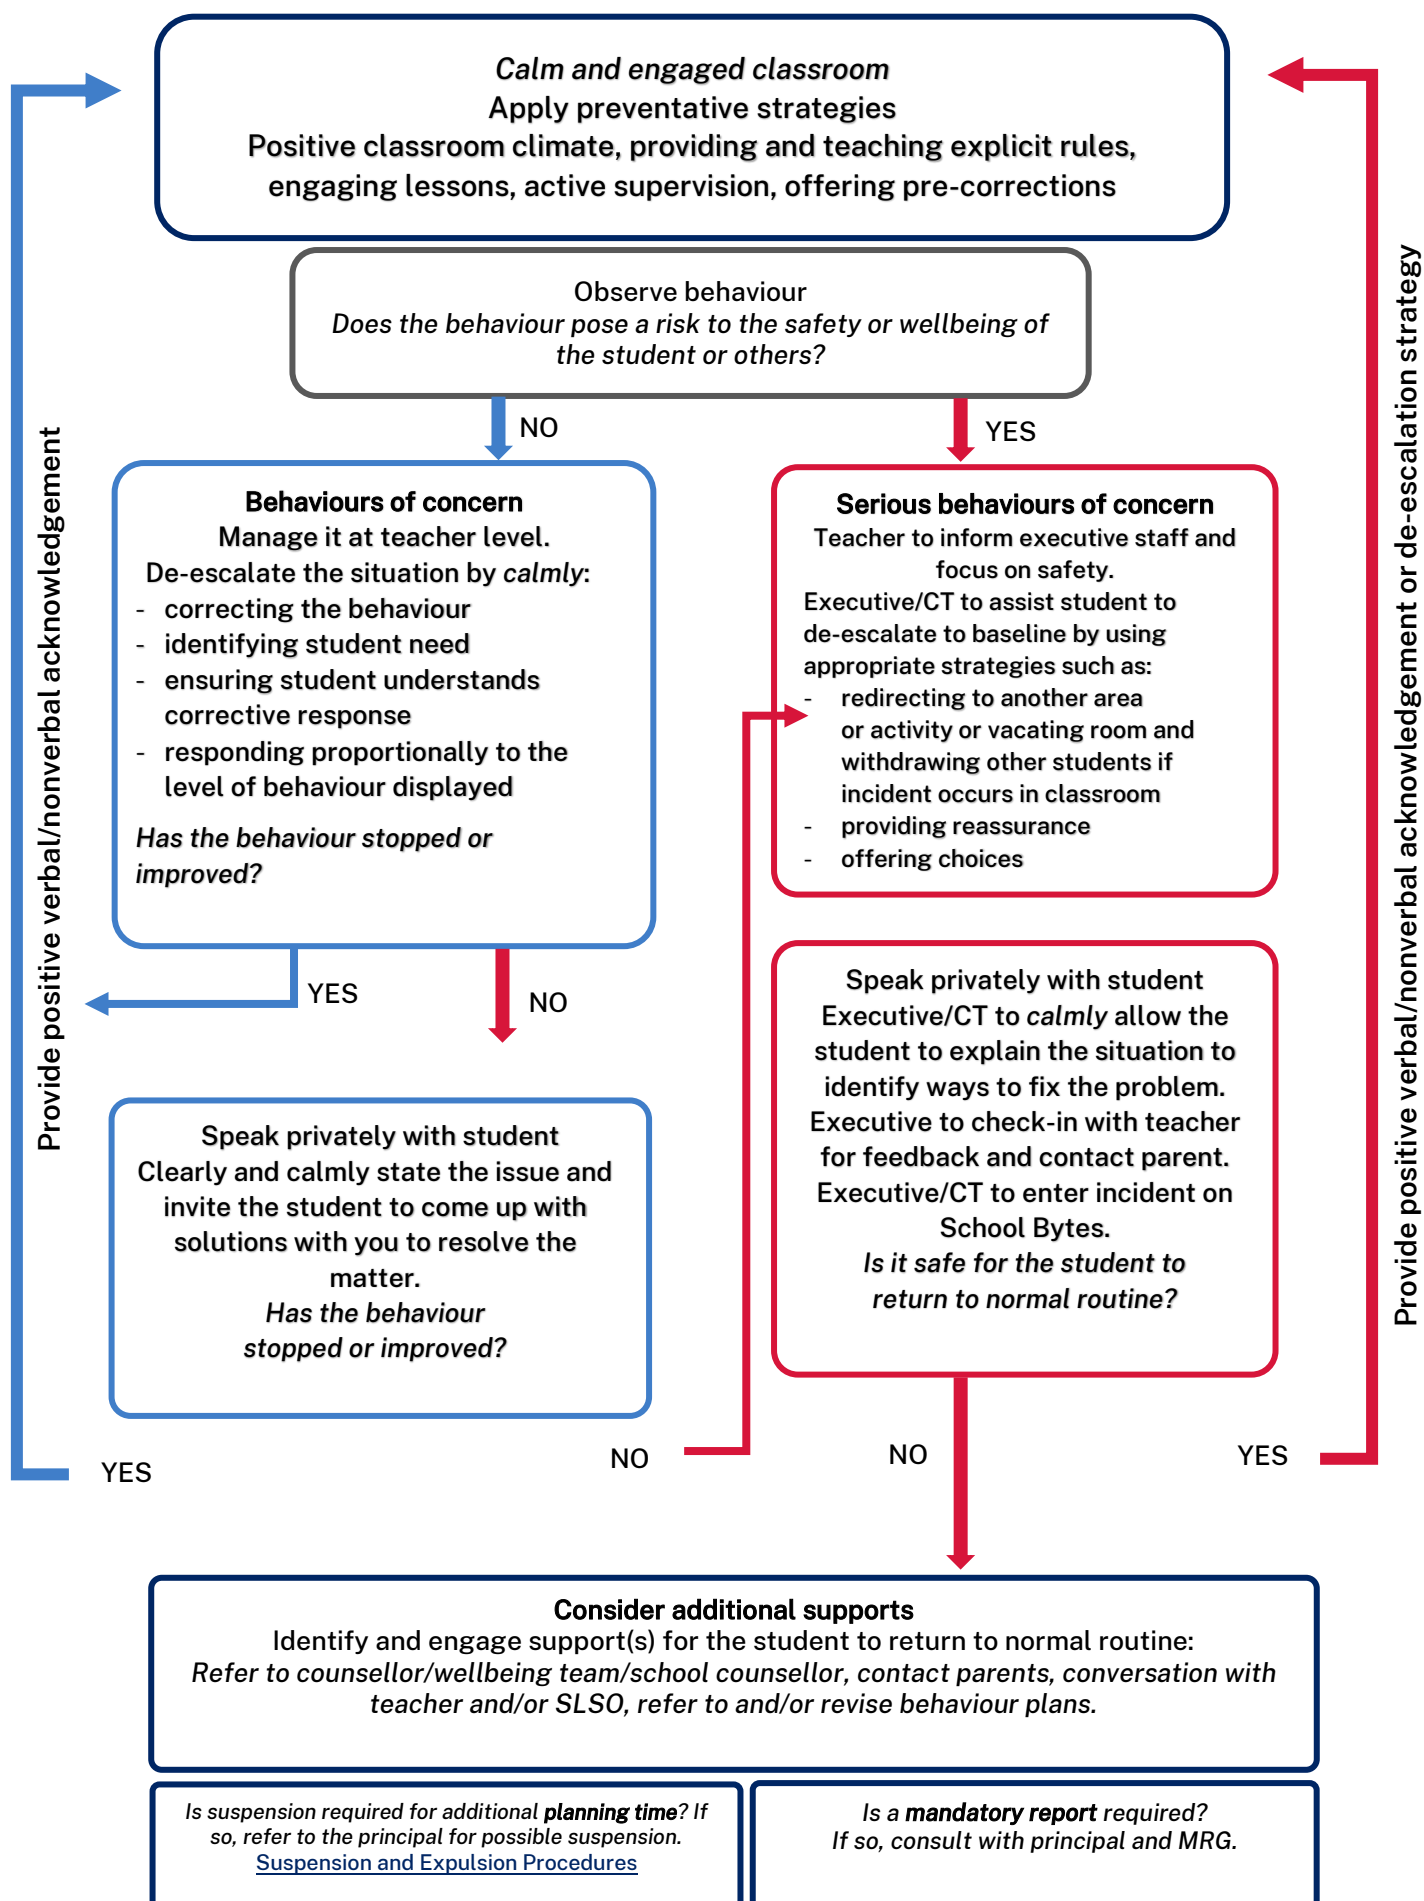 Calm and engaged classroom
Apply preventative strategies
Positive classroom climate, providing and teaching explicit rules,
engaging lessons, active supervision, offering pre-corrections
Observe behaviour
Does the behaviour pose a risk to the safety or wellbeing of
the student or others?
NO
YES
Behaviours of concern
Manage it at teacher level.
De-escalate the situation by calmly:
- correcting the behaviour
- identifying student need
- ensuring student understands
corrective response
- responding proportionally to the
level of behaviour displayed
Has the behaviour stopped or
improved?
YES
NO
Speak privately with student
Clearly and calmly state the issue and
invite the student to come up with
solutions with you to resolve the
matter.
Has the behaviour
stopped or improved?
YES
NO
Provide positive verbal/nonverbal acknowledgement
Serious behaviours of concern
Teacher to inform executive staff and
focus on safety.
Executive/CT to assist student to
de-escalate to baseline by using
appropriate strategies such as:
- redirecting to another area
or activity or vacating room and
withdrawing other students if
incident occurs in classroom
- providing reassurance
- offering choices
Speak privately with student
Executive/CT to calmly allow the
student to explain the situation to
identify ways to fix the problem.
Executive to check-in with teacher
for feedback and contact parent.
Executive/CT to enter incident on
School Bytes.
Is it safe for the student to
return to normal routine?
NO
YES
Provide positive verbal/nonverbal acknowledgement or de-escalation strategy
Consider additional supports
Identify and engage support(s) for the student to return to normal routine:
Refer to counsellor/wellbeing team/school counsellor, contact parents, conversation with
teacher and/or SLSO, refer to and/or revise behaviour plans.
Is suspension required for additional planning time? If
so, refer to the principal for possible suspension.
Suspension and Expulsion Procedures
Is a mandatory report required?
If so, consult with principal and MRG.